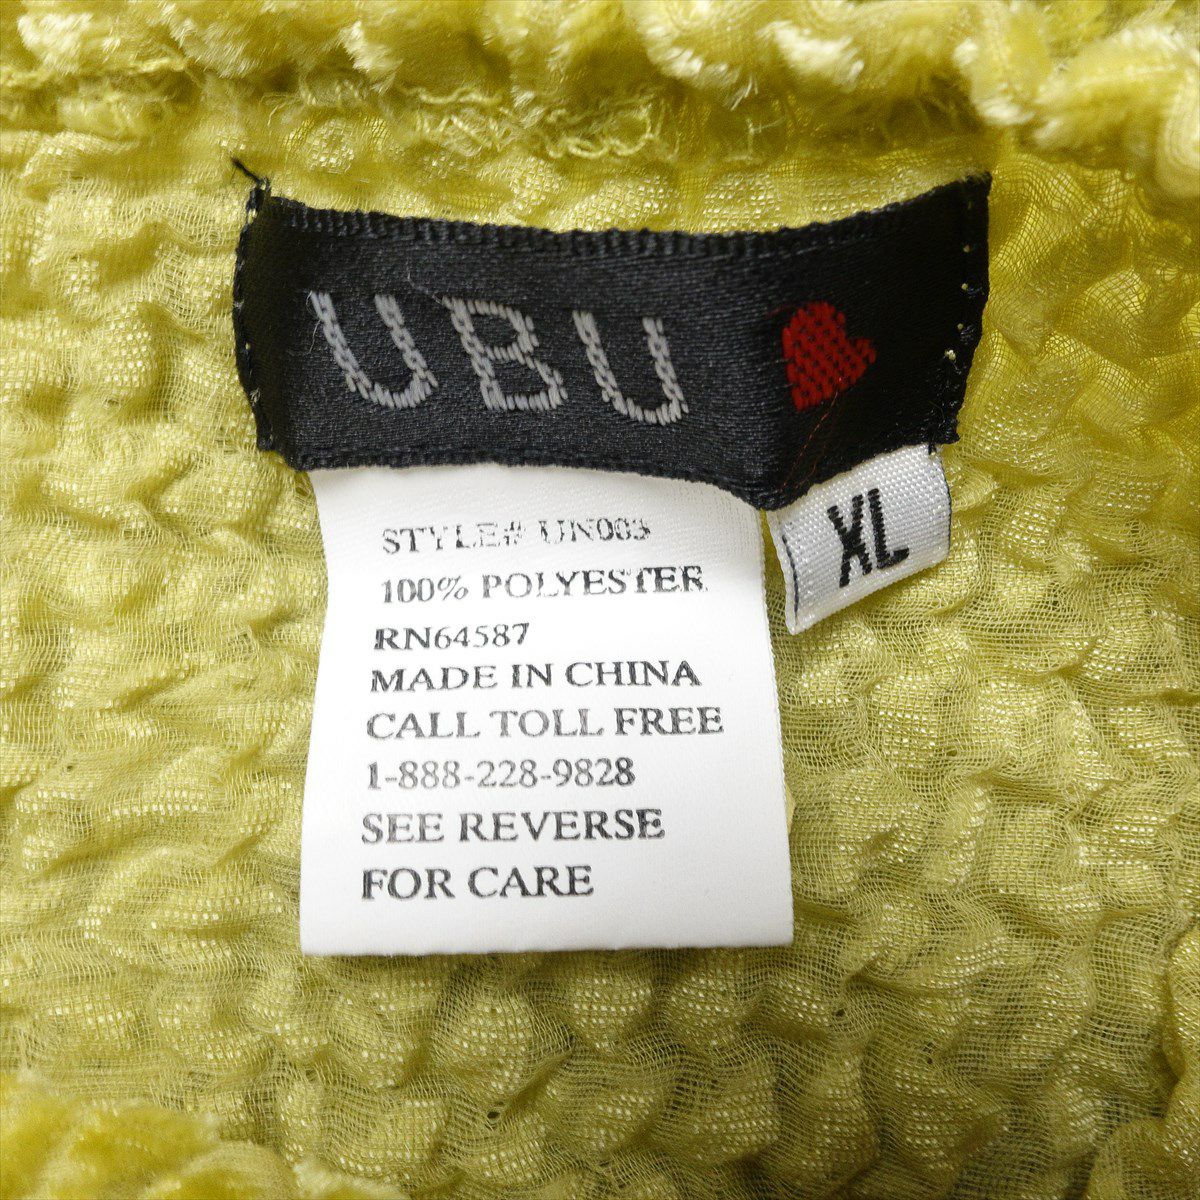 UBU
XL
STYLE# UN003
100% POLYESTER
RN64587
MADE IN CHINA
CALL TOLL FREE
1-888-228-9828
SEE REVERSE
FOR CARE